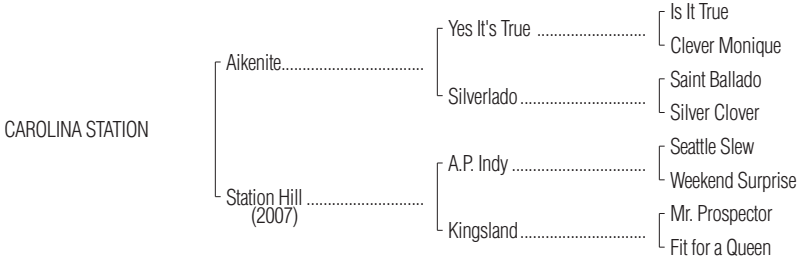 Is It True
Yes It's True ...........................
Clever Monique
Aikenite...................................
Saint Ballado
Silverlado ...............................
Silver Clover
CAROLINA STATION
Seattle Slew
A.P. Indy .................................
Weekend Surprise
Station Hill .............................
(2007)
Mr. Prospector
Kingsland...............................
Fit for a Queen